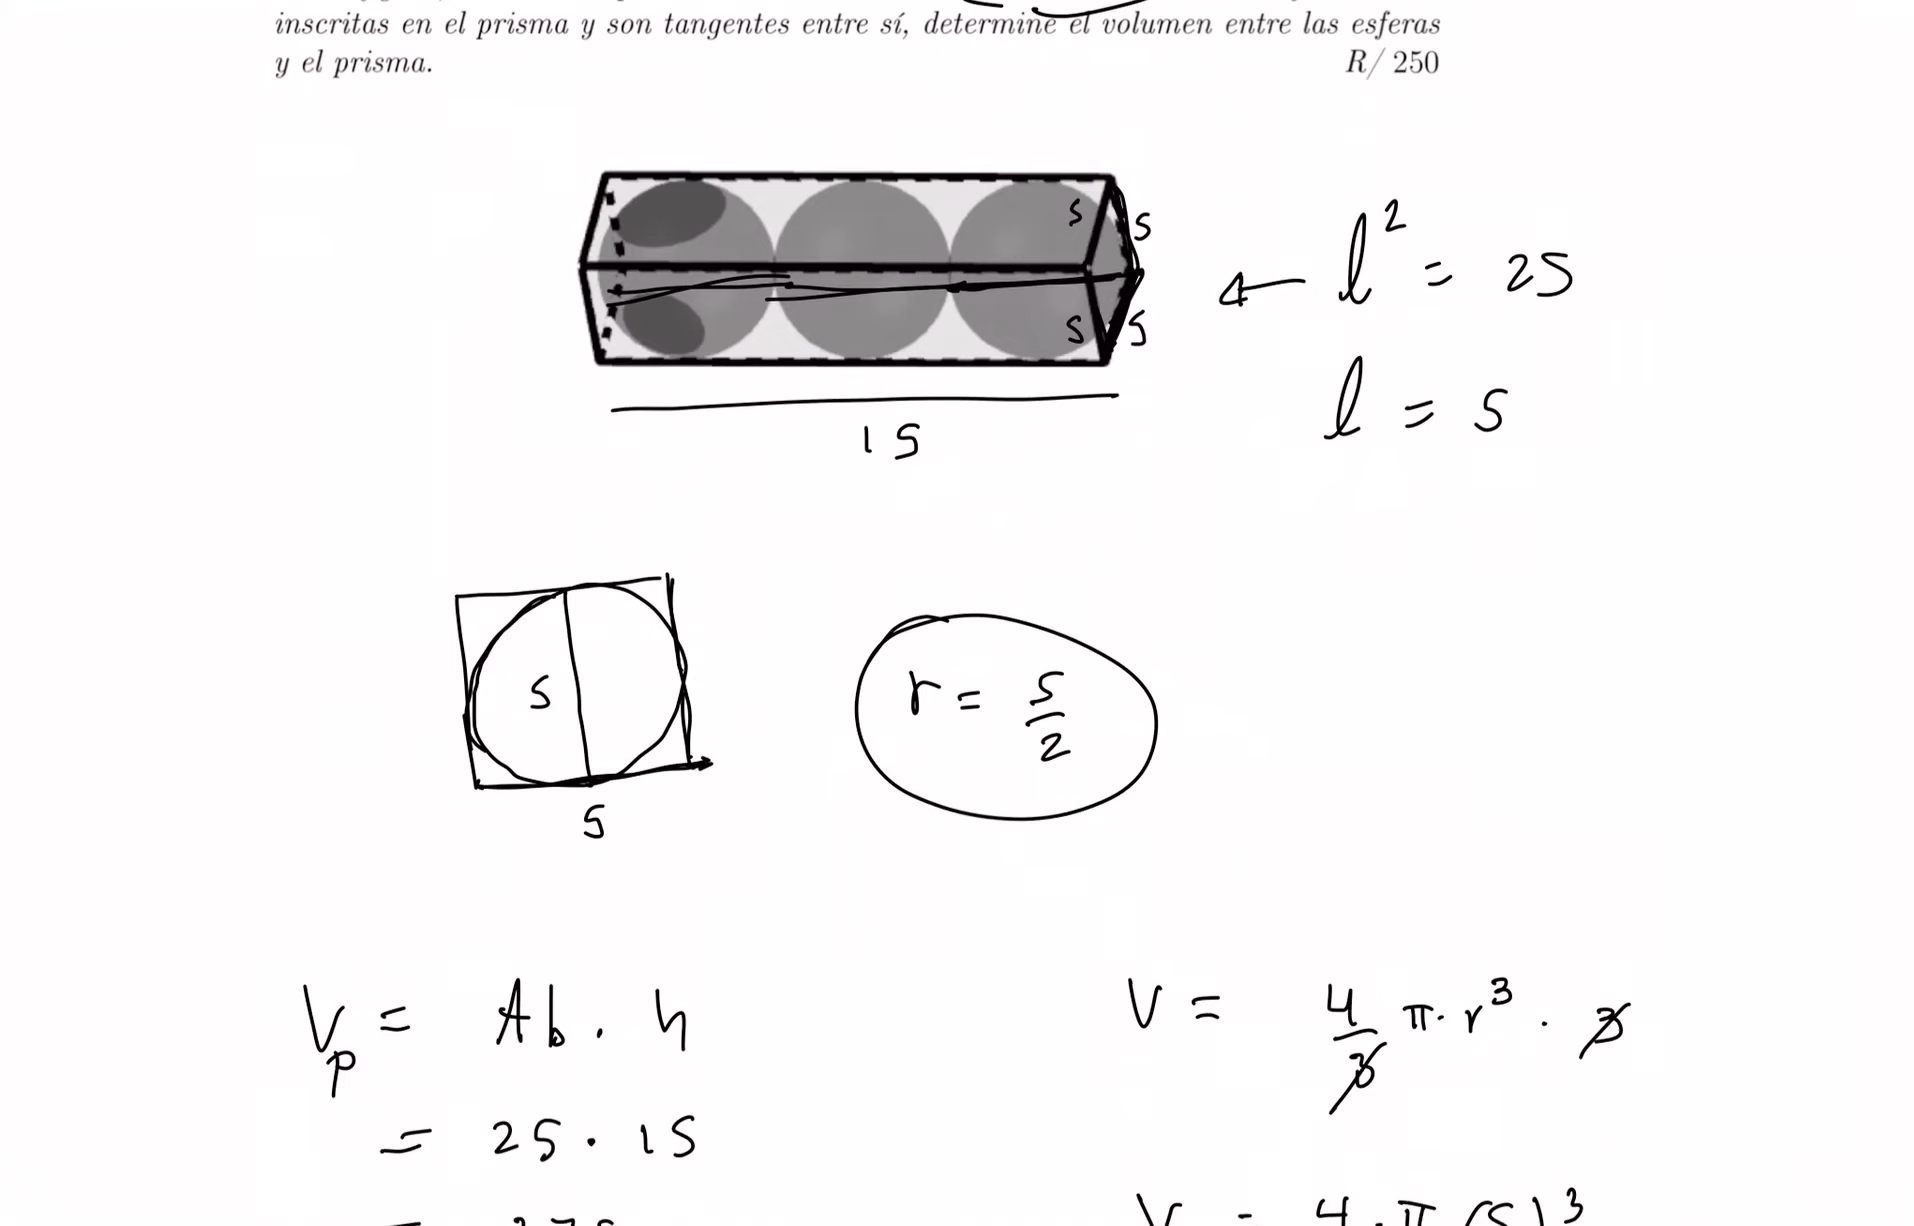 inscritas en el prisma y son tangentes entre sí, determine el volumen entre las esferas
y el prisma. R/ 250
5 5
5 5
l² = 25
l = 5
15
5
5
r = 5/2
Vp = Ab . h
= 25 . 15
V = 4/3 π . r³ . 3